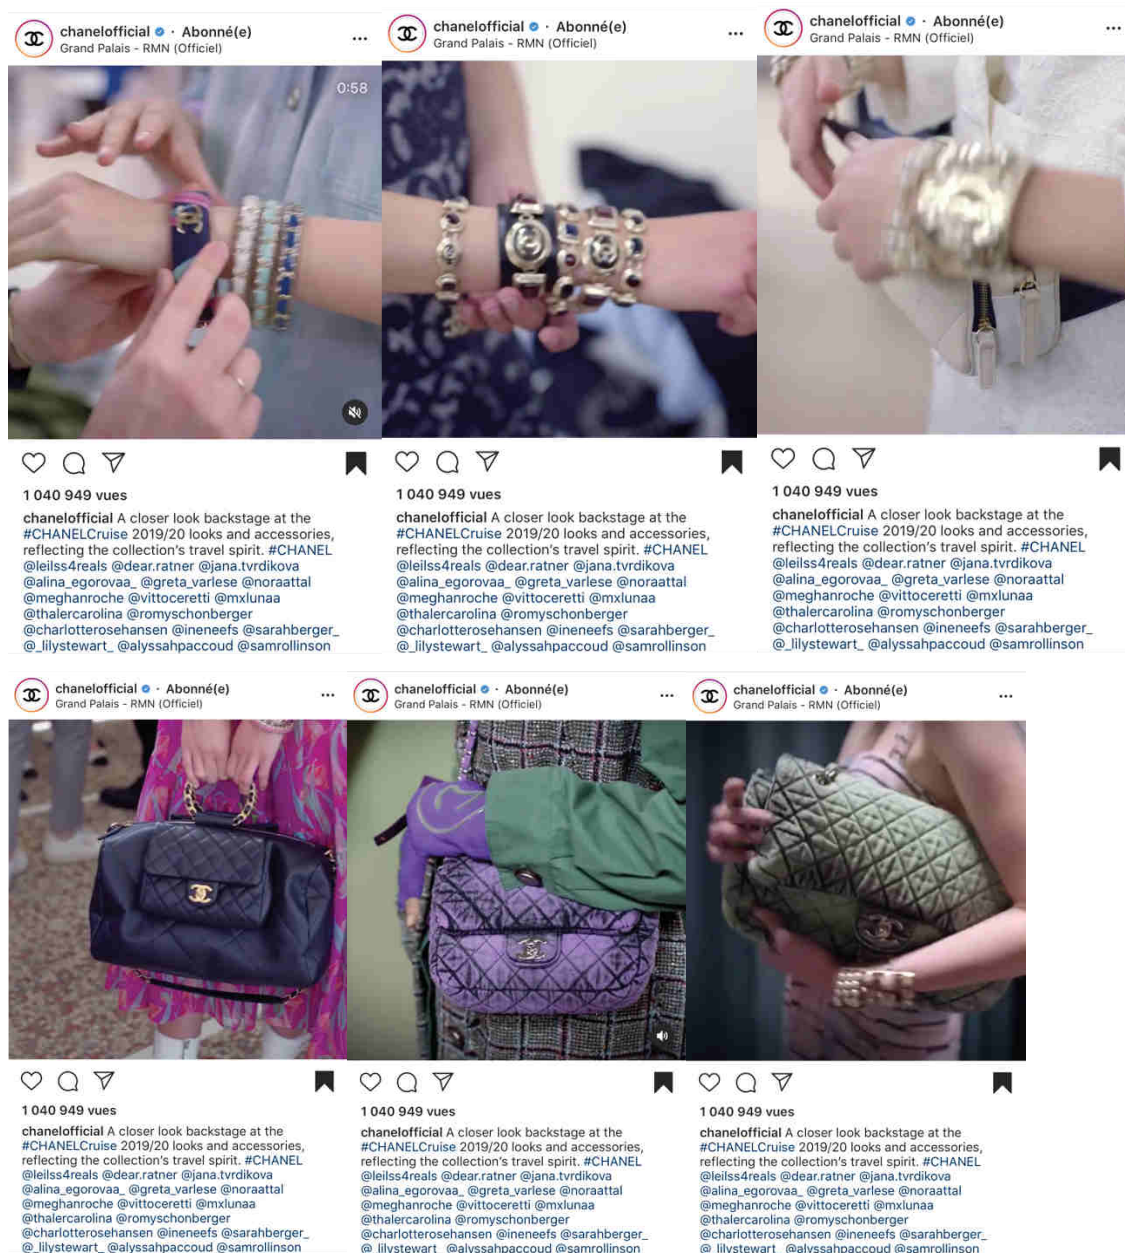 chanelofficial · Abonné(e)
Grand Palais - RMN (Officiel)
0:58
1 040 949 vues
chanelofficial A closer look backstage at the
#CHANELCruise 2019/20 looks and accessories,
reflecting the collection's travel spirit. #CHANEL
@leilss4reals @dear.ratner @jana.tvrdikova
@alina_egorovaa_ @greta_varlese @noraattal
@meghanroche @vittoceretti @mxlunaa
@thalercarolina @romyschonberger
@charlotterosehansen @ineneefs @sarahberger_
@_lilystewart_ @alyssahpaccoud @samrollinson
chanelofficial · Abonné(e)
Grand Palais - RMN (Officiel)
1 040 949 vues
chanelofficial A closer look backstage at the
#CHANELCruise 2019/20 looks and accessories,
reflecting the collection's travel spirit. #CHANEL
@leilss4reals @dear.ratner @jana.tvrdikova
@alina_egorovaa_ @greta_varlese @noraattal
@meghanroche @vittoceretti @mxlunaa
@thalercarolina @romyschonberger
@charlotterosehansen @ineneefs @sarahberger_
@_lilystewart_ @alyssahpaccoud @samrollinson
chanelofficial · Abonné(e)
Grand Palais - RMN (Officiel)
1 040 949 vues
chanelofficial A closer look backstage at the
#CHANELCruise 2019/20 looks and accessories,
reflecting the collection's travel spirit. #CHANEL
@leilss4reals @dear.ratner @jana.tvrdikova
@alina_egorovaa_ @greta_varlese @noraattal
@meghanroche @vittoceretti @mxlunaa
@thalercarolina @romyschonberger
@charlotterosehansen @ineneefs @sarahberger_
@_lilystewart_ @alyssahpaccoud @samrollinson
chanelofficial · Abonné(e)
Grand Palais - RMN (Officiel)
1 040 949 vues
chanelofficial A closer look backstage at the
#CHANELCruise 2019/20 looks and accessories,
reflecting the collection's travel spirit. #CHANEL
@leilss4reals @dear.ratner @jana.tvrdikova
@alina_egorovaa_ @greta_varlese @noraattal
@meghanroche @vittoceretti @mxlunaa
@thalercarolina @romyschonberger
@charlotterosehansen @ineneefs @sarahberger_
@_lilystewart_ @alyssahpaccoud @samrollinson
chanelofficial · Abonné(e)
Grand Palais - RMN (Officiel)
1 040 949 vues
chanelofficial A closer look backstage at the
#CHANELCruise 2019/20 looks and accessories,
reflecting the collection's travel spirit. #CHANEL
@leilss4reals @dear.ratner @jana.tvrdikova
@alina_egorovaa_ @greta_varlese @noraattal
@meghanroche @vittoceretti @mxlunaa
@thalercarolina @romyschonberger
@charlotterosehansen @ineneefs @sarahberger_
@_lilystewart_ @alyssahpaccoud @samrollinson
chanelofficial · Abonné(e)
Grand Palais - RMN (Officiel)
1 040 949 vues
chanelofficial A closer look backstage at the
#CHANELCruise 2019/20 looks and accessories,
reflecting the collection's travel spirit. #CHANEL
@leilss4reals @dear.ratner @jana.tvrdikova
@alina_egorovaa_ @greta_varlese @noraattal
@meghanroche @vittoceretti @mxlunaa
@thalercarolina @romyschonberger
@charlotterosehansen @ineneefs @sarahberger_
@_lilystewart_ @alyssahpaccoud @samrollinson